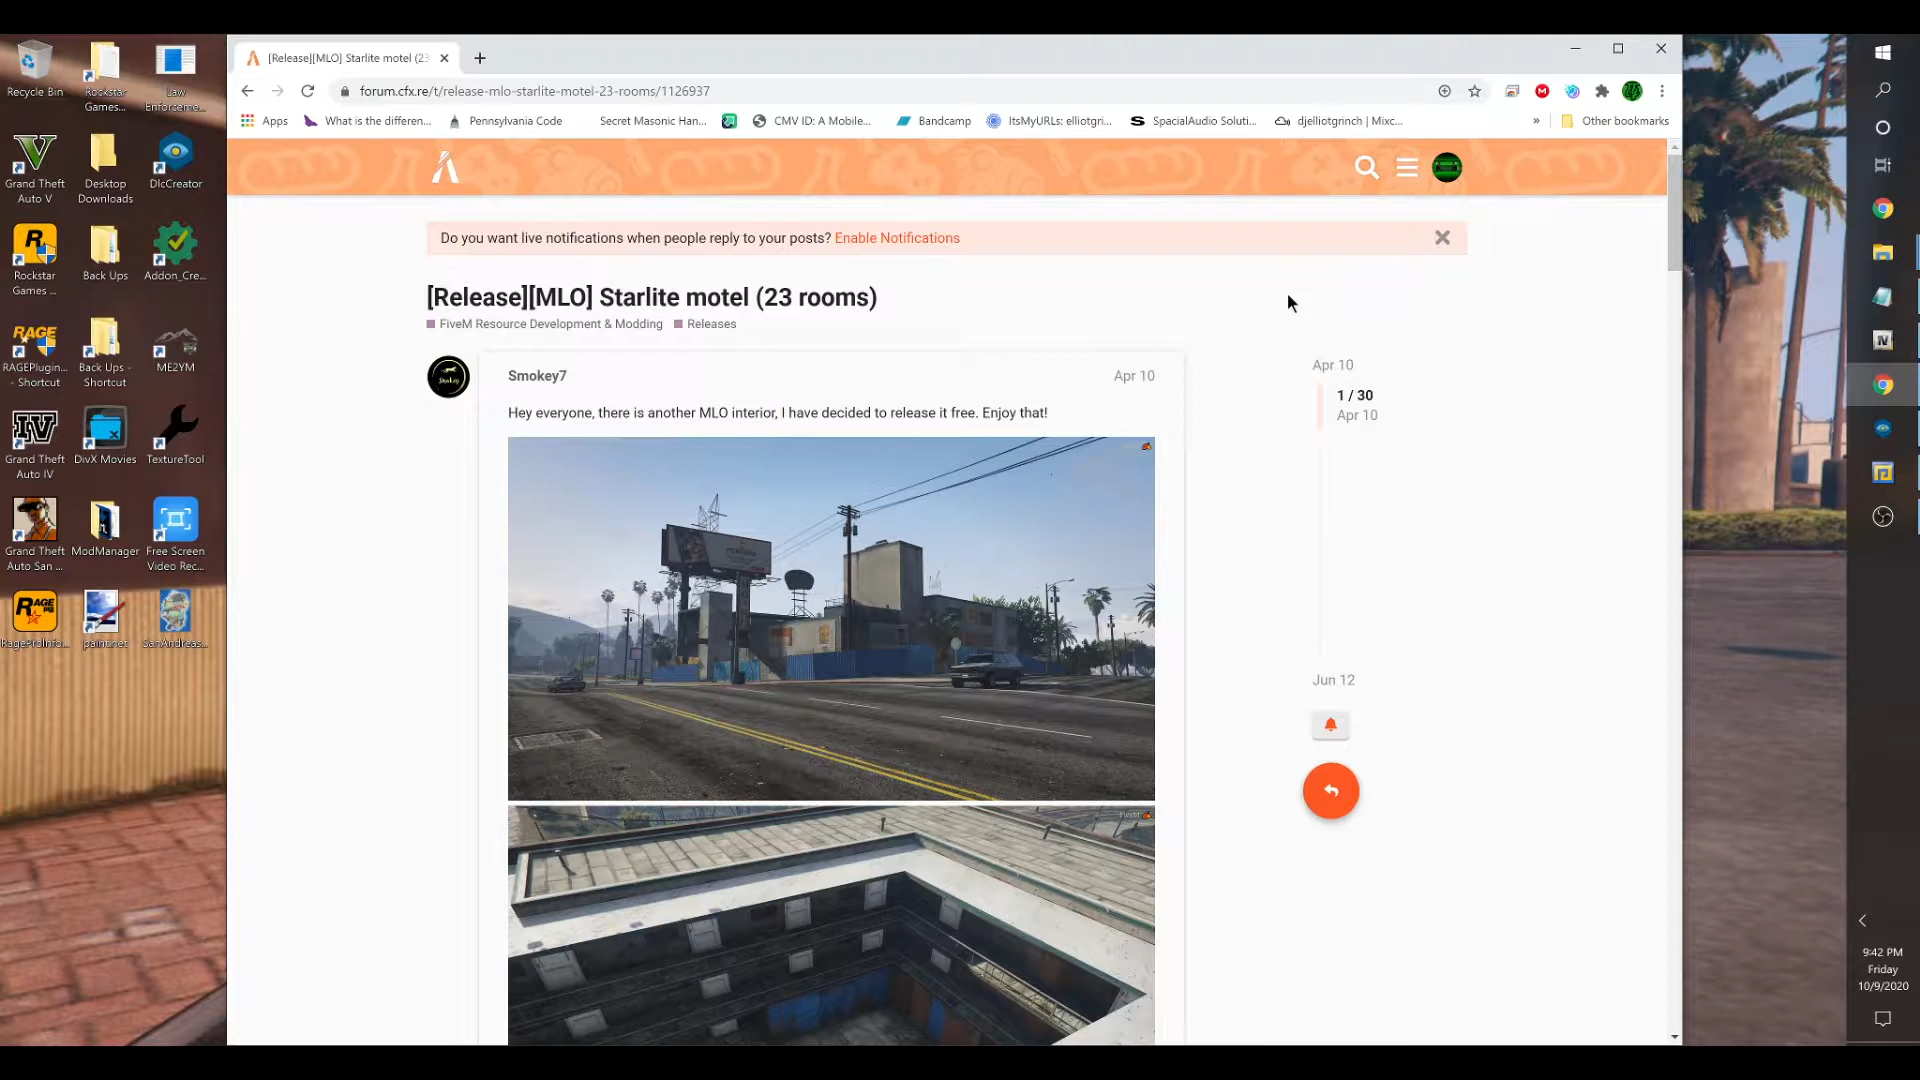 Recycle Bin
Rockstar
Games...
Law
Enforceme...
Grand Theft
Auto V
Desktop
Downloads
DlcCreator
Rockstar
Games ...
Back Ups
Addon_Cre...
RAGE
RAGEPlugin...
- Shortcut
Back Ups -
Shortcut
ME2YM
IV
Grand Theft
Auto IV
DivX Movies
TextureTool
Grand Theft
Auto San ...
ModManager
Free Screen
Video Rec...
RAGE
RageProInfo...
paint.net
SanAndreas...
[Release][MLO] Starlite motel (23
forum.cfx.re/t/release-mlo-starlite-motel-23-rooms/1126937
Apps
What is the differen...
Pennsylvania Code
Secret Masonic Han...
CMV ID: A Mobile...
Bandcamp
ItsMyURLs: elliotgri...
SpacialAudio Soluti...
djelliotgrinch | Mixc...
»
Other bookmarks
Do you want live notifications when people reply to your posts? Enable Notifications
[Release][MLO] Starlite motel (23 rooms)
FiveM Resource Development & Modding
Releases
Smokey7
Apr 10
Hey everyone, there is another MLO interior, I have decided to release it free. Enjoy that!
Apr 10
1 / 30
Apr 10
Jun 12
9:42 PM
Friday
10/9/2020